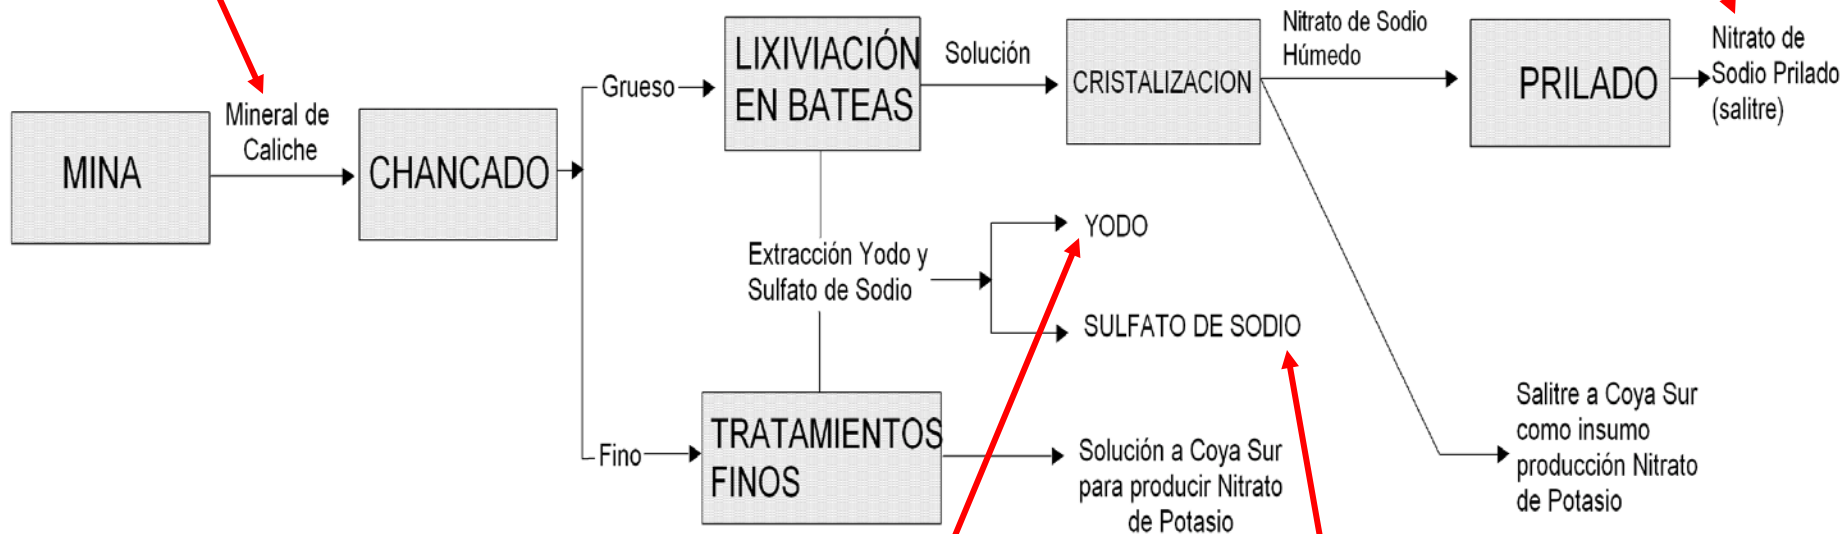 MINA
Mineral de
Caliche
CHANCADO
Grueso
Fino
LIXIVIACIÓN
EN BATEAS
Solución
CRISTALIZACION
Nitrato de Sodio
Húmedo
PRILADO
Nitrato de
Sodio Prilado
(salitre)
Extracción Yodo y
Sulfato de Sodio
YODO
SULFATO DE SODIO
TRATAMIENTOS
FINOS
Solución a Coya Sur
para producir Nitrato
de Potasio
Salitre a Coya Sur
como insumo
producción Nitrato
de Potasio